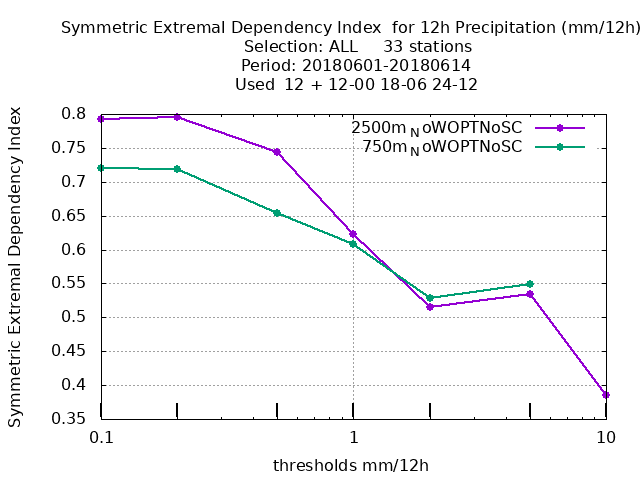 Symmetric Extremal Dependency Index  for 12h Precipitation (mm/12h)
Selection: ALL     33 stations
Period: 20180601-20180614
Used  12 + 12-00 18-06 24-12
Symmetric Extremal Dependency Index
0.8
0.75
0.7
0.65
0.6
0.55
0.5
0.45
0.4
0.35
2500m_NoWOPTNoSC
750m_NoWOPTNoSC
0.1
1
10
thresholds mm/12h